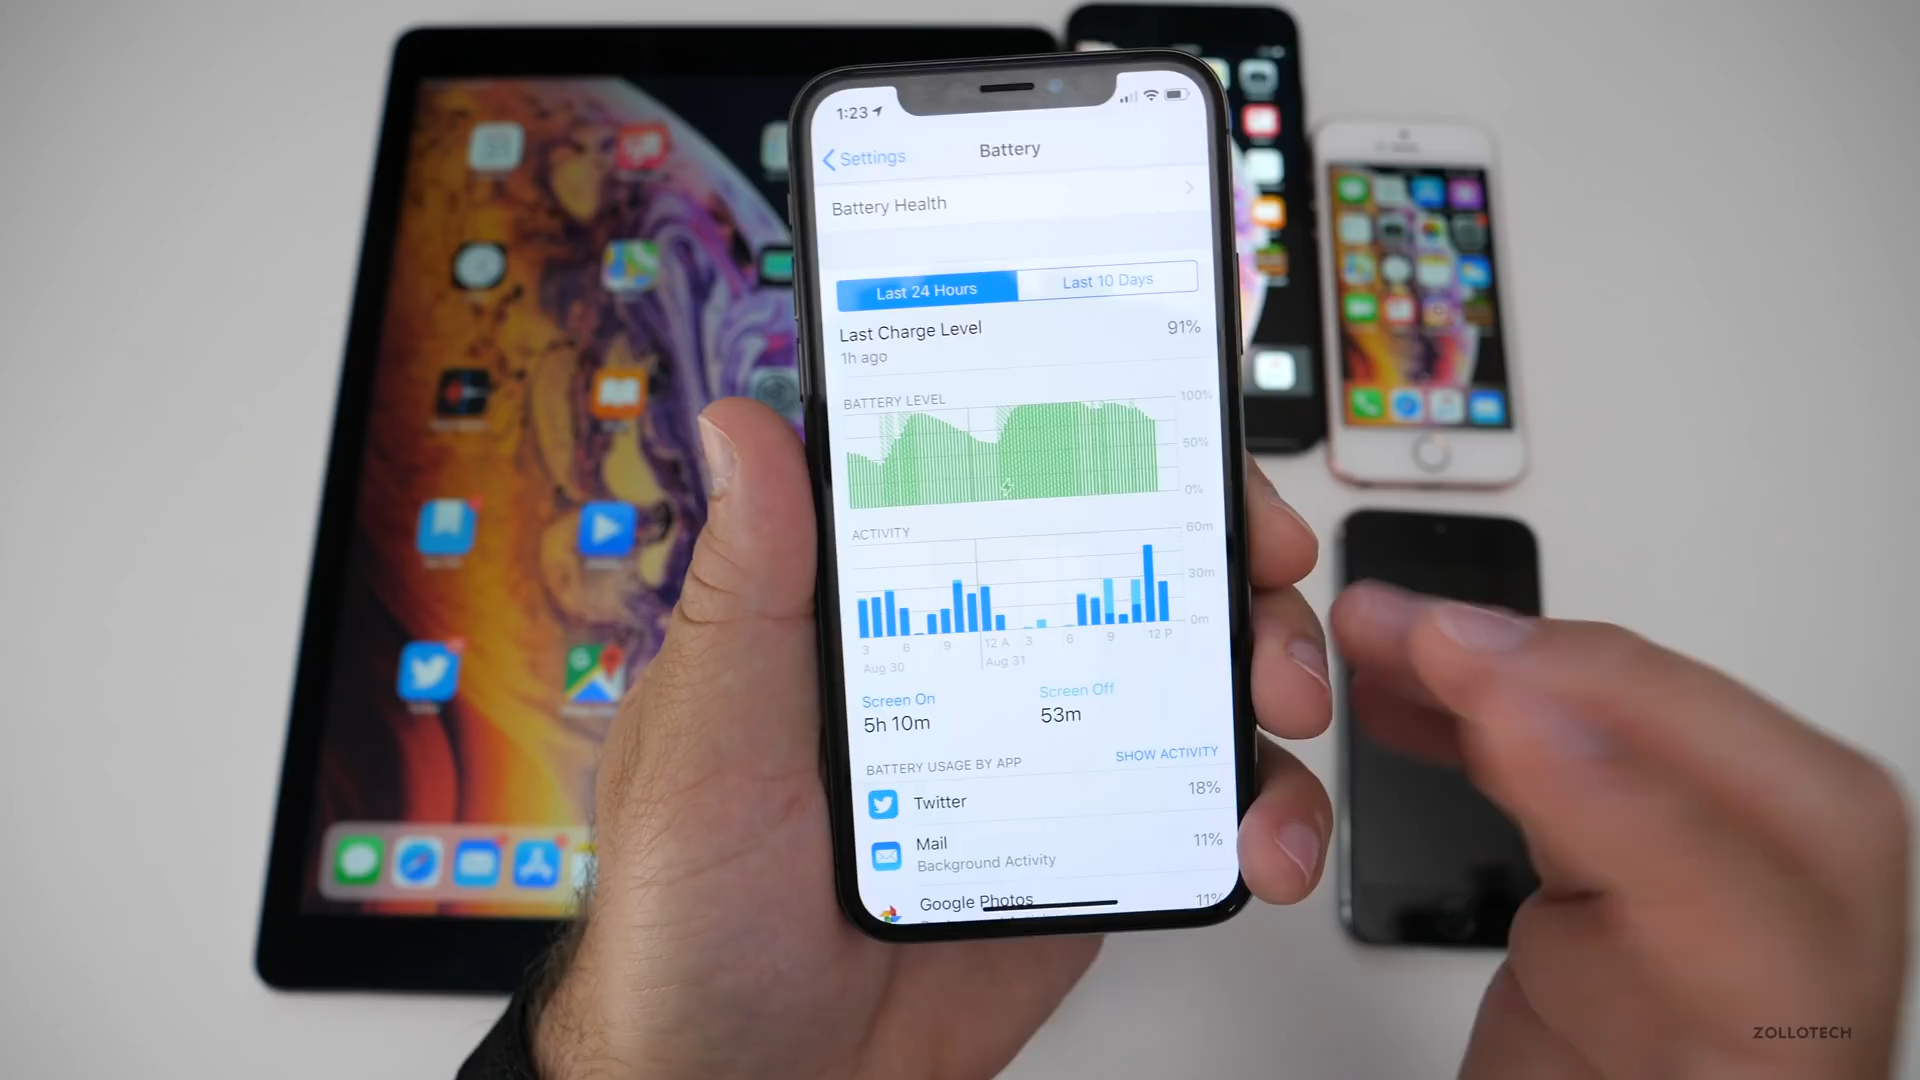 1:23
Settings
Battery
Battery Health
Last 24 Hours
Last 10 Days
Last Charge Level
91%
1h ago
BATTERY LEVEL
100%
50%
0%
ACTIVITY
60m
30m
0m
3 6 9 12 A 3 6 9 12 P
Aug 30 Aug 31
Screen On
Screen Off
5h 10m
53m
BATTERY USAGE BY APP
SHOW ACTIVITY
Twitter
18%
Mail
11%
Background Activity
Google Photos
11%
ZOLLOTECH